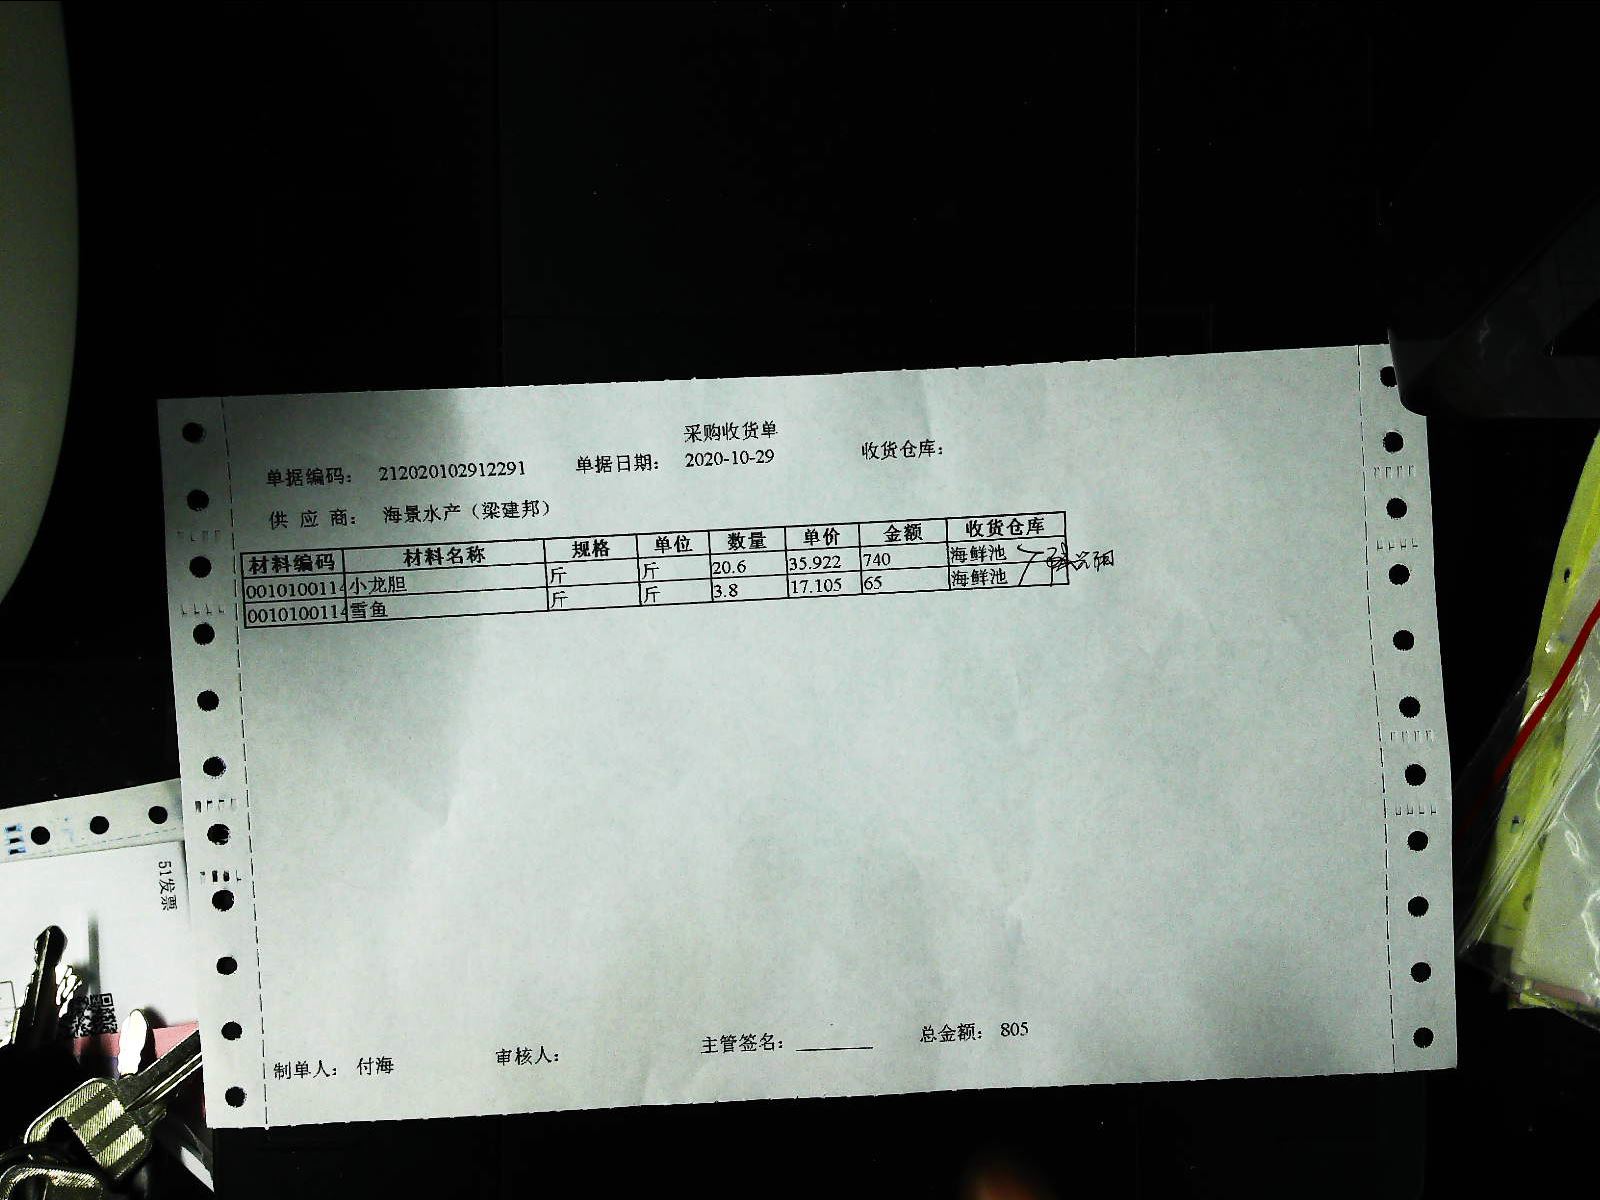 采购收货单
单据编码： 212020102912291 单据日期： 2020-10-29 收货仓库：
供 应 商： 海景水产（梁建邦）
材料编码 材料名称 规格 单位 数量 单价 金额 收货仓库
0010100114 小龙胆 斤 斤 20.6 35.922 740 海鲜池
0010100114 雪鱼 斤 斤 3.8 17.105 65 海鲜池
制单人： 付海 审核人： 主管签名： 总金额： 805
51发票